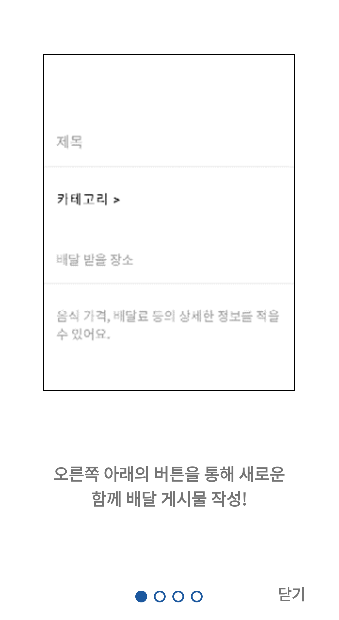 제목
카테고리 >
배달 받을 장소
음식 가격, 배달료 등의 상세한 정보를 적을
수 있어요.
오른쪽 아래의 버튼을 통해 새로운
함께 배달 게시물 작성!
닫기